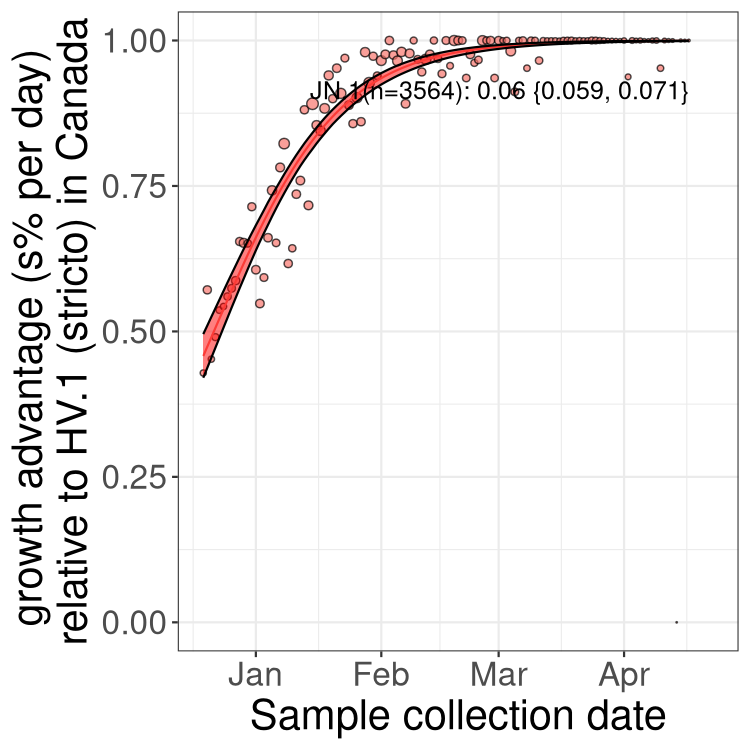 growth advantage (s% per day)
relative to HV.1 (stricto) in Canada
1.00
0.75
0.50
0.25
0.00
JN.1(n=3564): 0.06 {0.059, 0.071}
Jan
Feb
Mar
Apr
Sample collection date